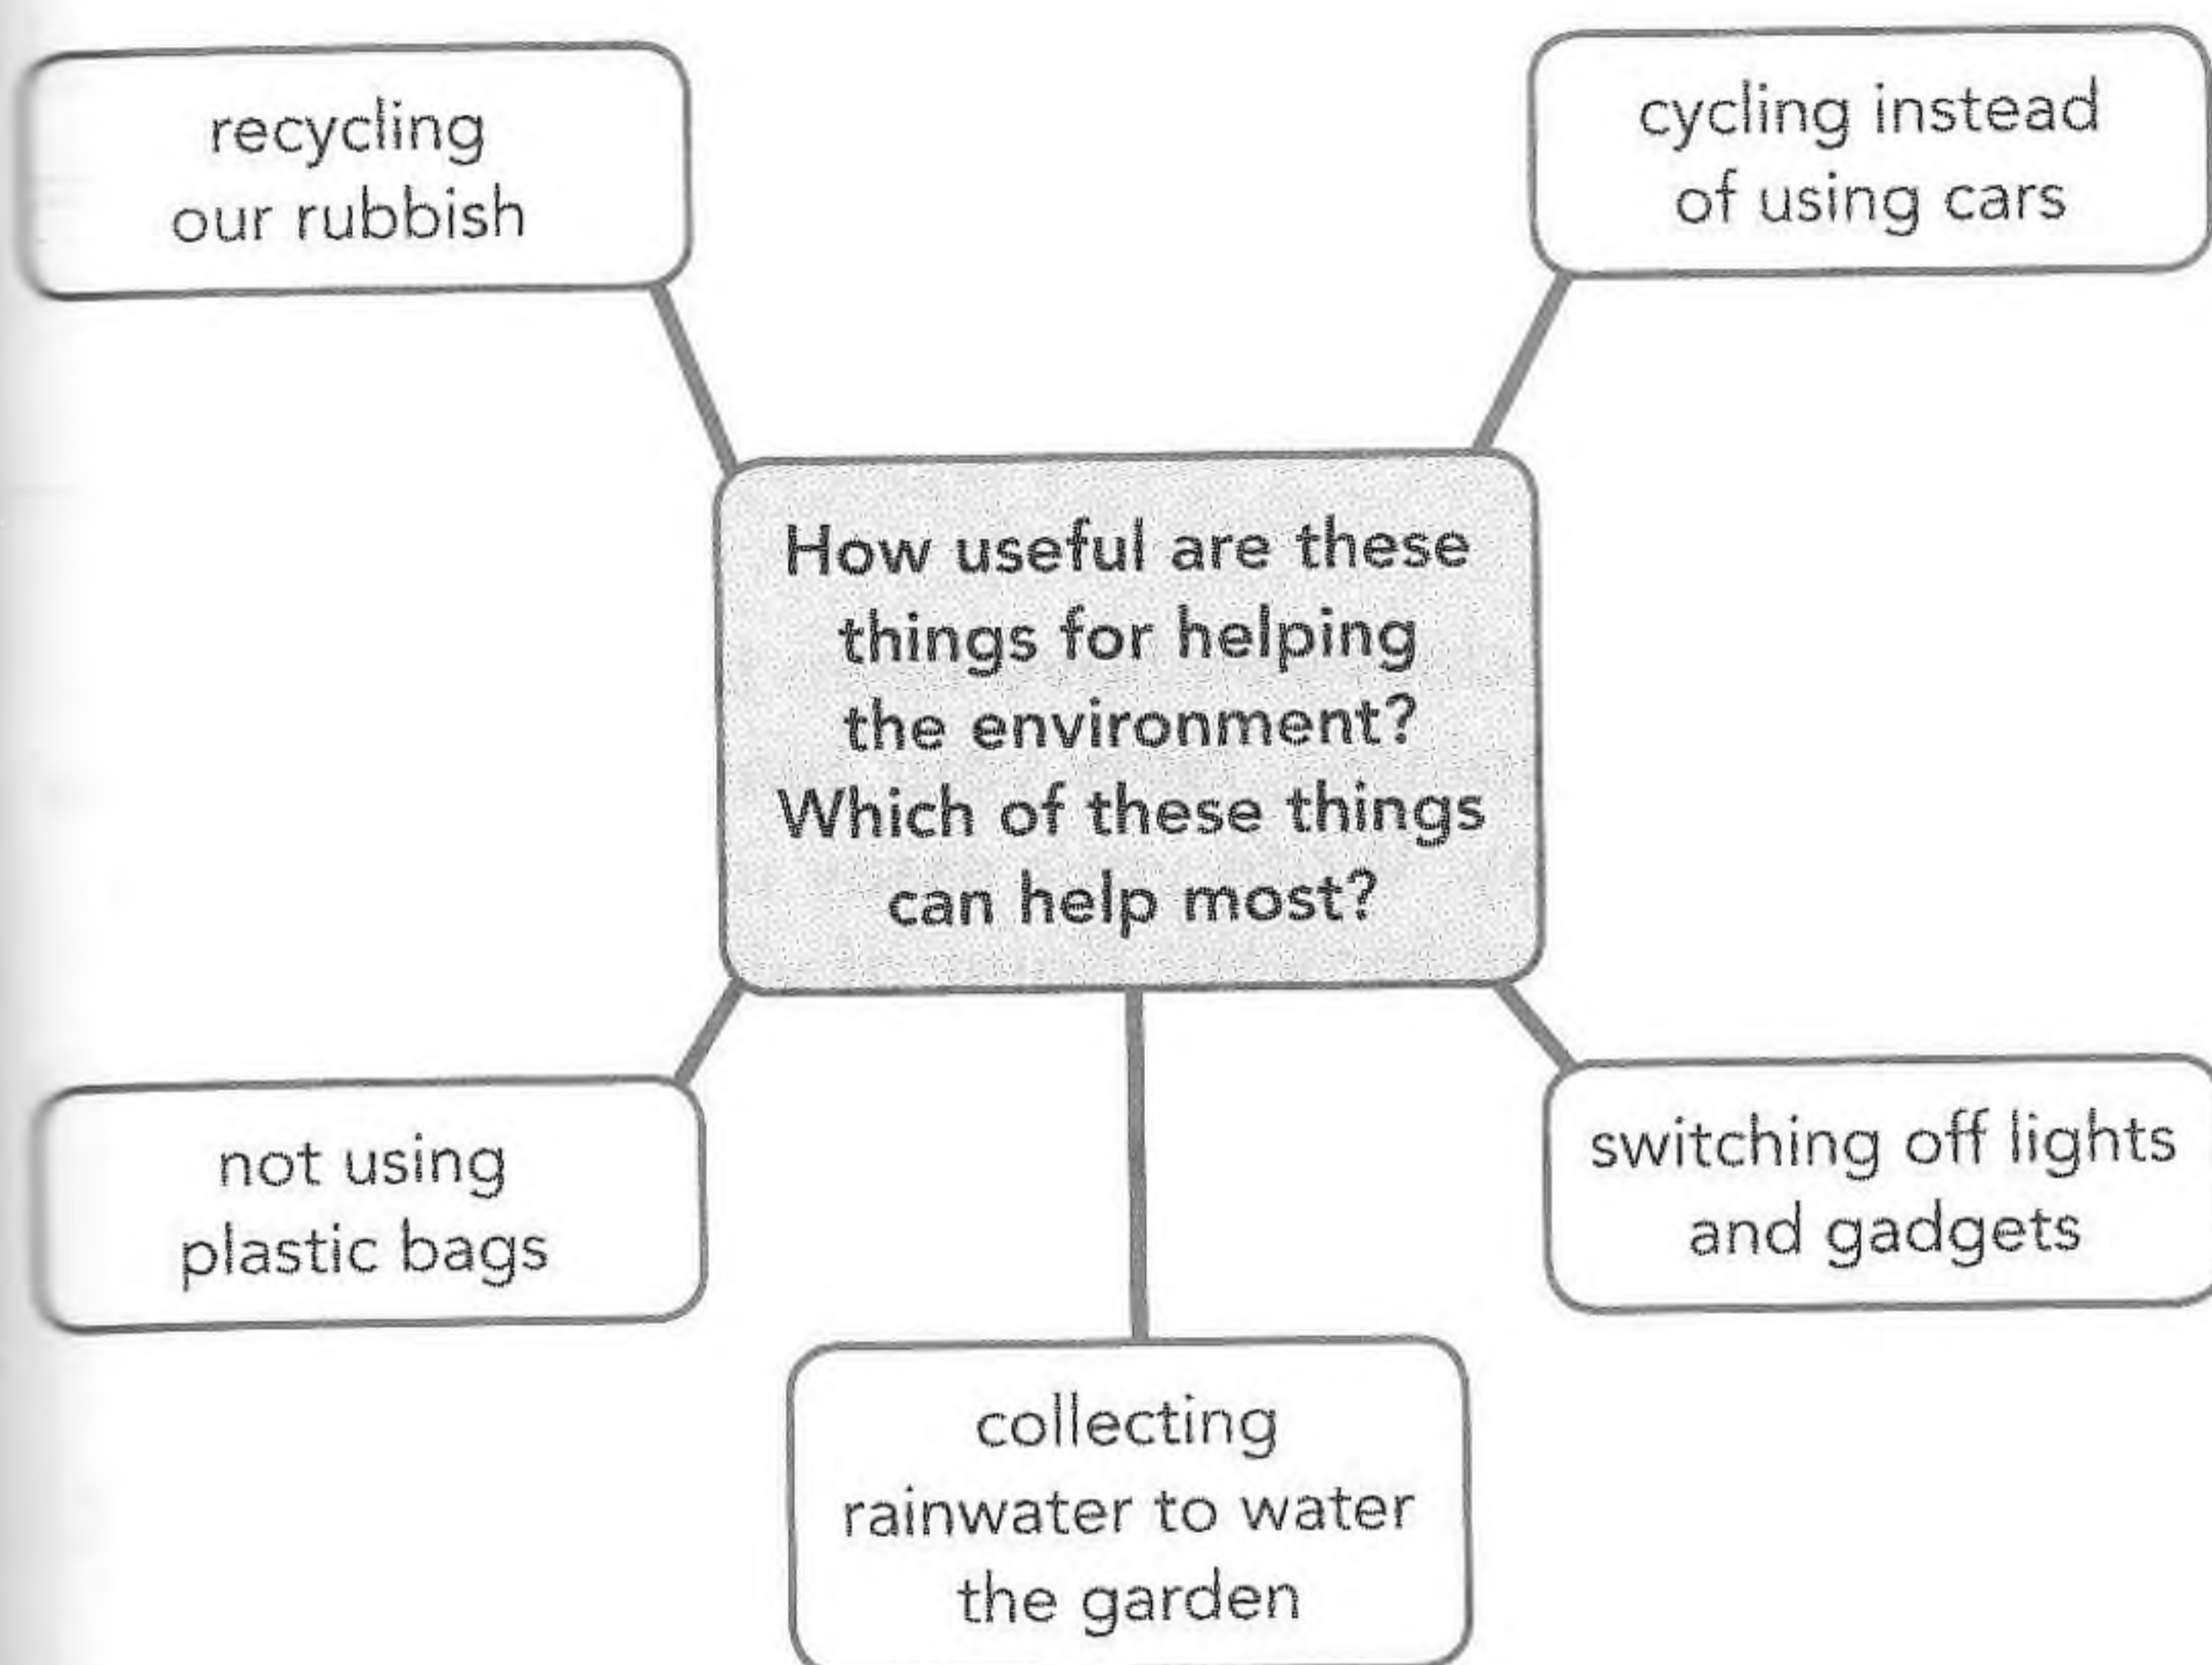 recycling
our rubbish
cycling instead
of using cars
How useful are these
things for helping
the environment?
Which of these things
can help most?
not using
plastic bags
switching off lights
and gadgets
collecting
rainwater to water
the garden